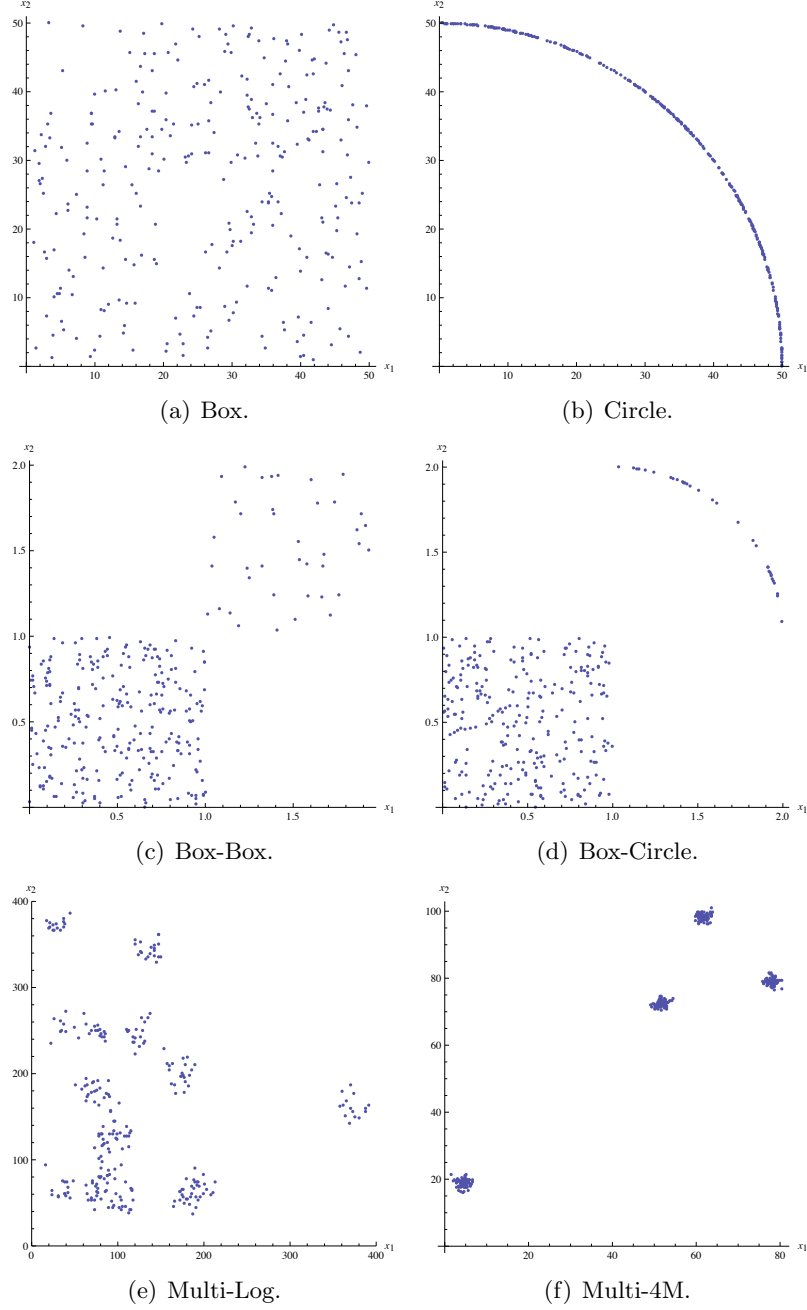 x2 x2
50 50
40 40
30 30
20 20
10 10
10 20 30 40 50 x1 10 20 30 40 50 x1
(a) Box. (b) Circle.
x2 x2
2.0 2.0
1.5 1.5
1.0 1.0
0.5 0.5
0.5 1.0 1.5 x1 0.5 1.0 1.5 2.0 x1
(c) Box-Box. (d) Box-Circle.
x2 x2
400 100
300 80
200 60
100 40
0 20
0 100 200 300 400 x1 20 40 60 80 x1
(e) Multi-Log. (f) Multi-4M.